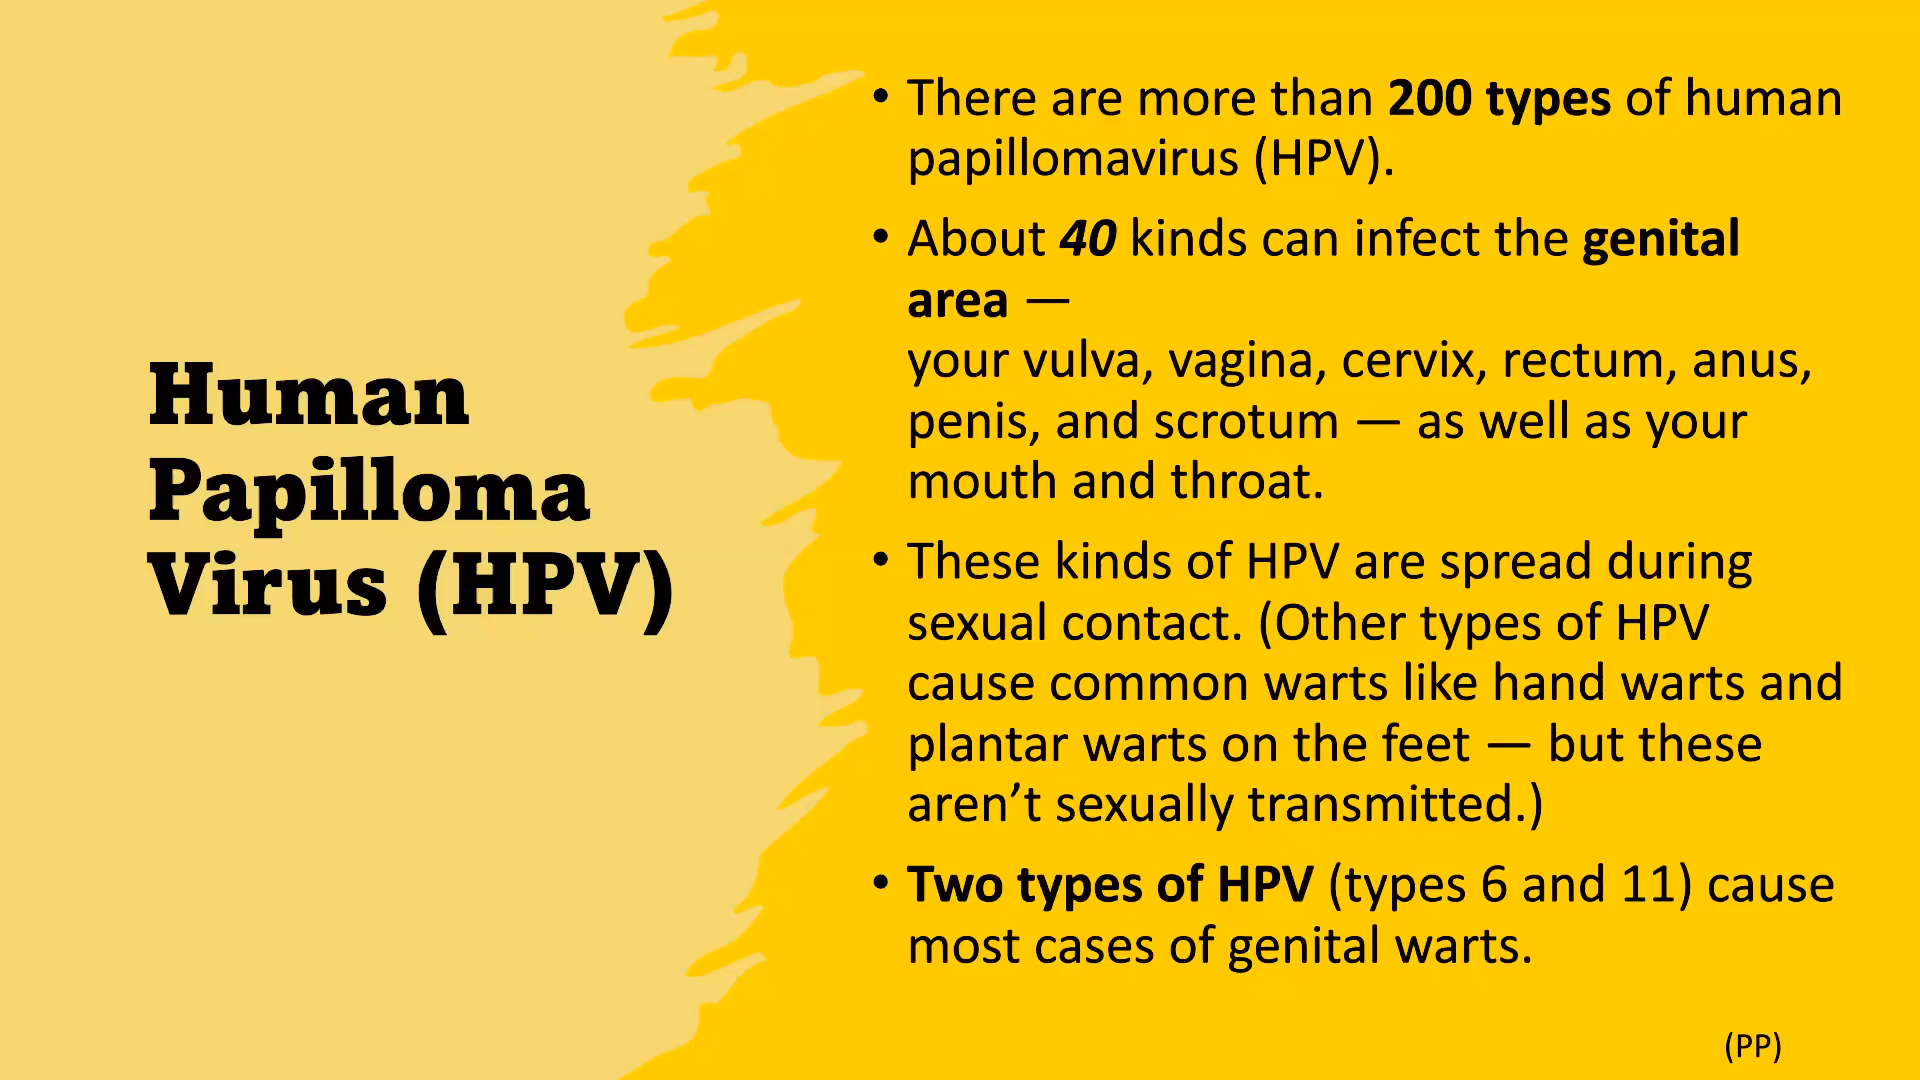 Human
Papilloma
Virus (HPV)
• There are more than 200 types of human
papillomavirus (HPV).
• About 40 kinds can infect the genital
area —
your vulva, vagina, cervix, rectum, anus,
penis, and scrotum — as well as your
mouth and throat.
• These kinds of HPV are spread during
sexual contact. (Other types of HPV
cause common warts like hand warts and
plantar warts on the feet — but these
aren’t sexually transmitted.)
• Two types of HPV (types 6 and 11) cause
most cases of genital warts.
(PP)